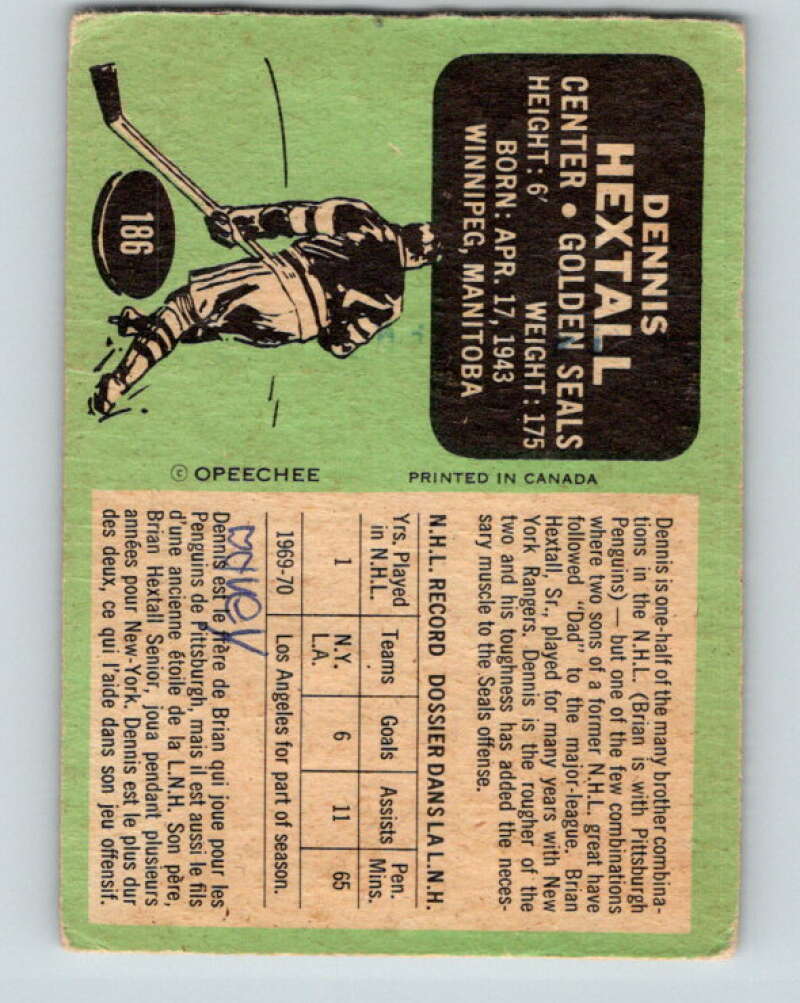 DENNIS
HEXTALL
CENTER • GOLDEN SEALS
HEIGHT: 6' WEIGHT: 175
BORN: APR. 17, 1943
WINNIPEG, MANITOBA
186
© OPEECHEE PRINTED IN CANADA
Dennis is one-half of the many brother combina-
tions in the N.H.L. (Brian is with Pittsburgh
Penguins) — but one of the few combinations
where two sons of a former N.H.L. great have
followed "Dad" to the major-league. Brian
Hextall, Sr., played for many years with New
York Rangers. Dennis is the rougher of the
two and his toughness has added the neces-
sary muscle to the Seals offense.
N.H.L. RECORD DOSSIER DANS LA L.N.H.
Yrs. Played in N.H.L. Teams Goals Assists Pen. Mins.
1 N.Y. L.A. 6 11 65
1969-70 Los Angeles for part of season.
Dennis est le frère de Brian qui joue pour les
Penguins de Pittsburgh, mais il est aussi le fils
d'une ancienne étoile de la L.N.H. Son père,
Brian Hextall Senior, joua pendant plusieurs
années pour New-York. Dennis est le plus dur
des deux, ce qui l'aide dans son jeu offensif.